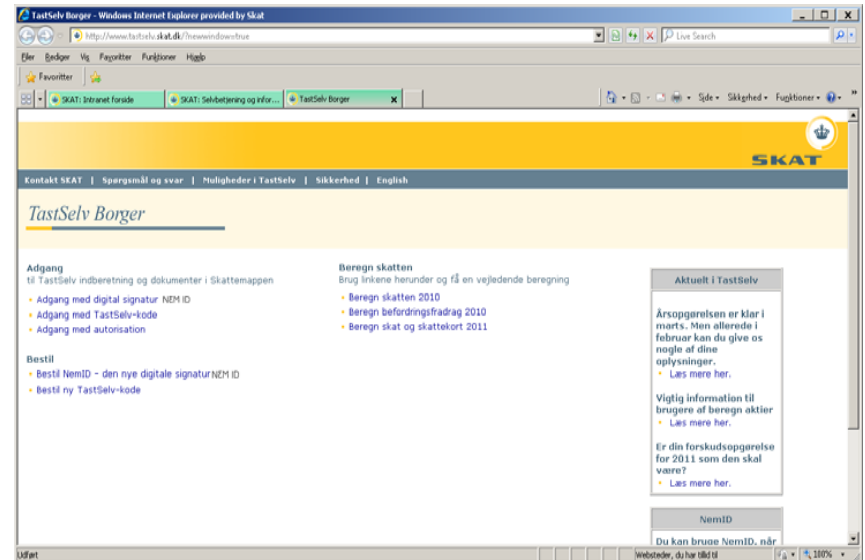 TastSelv Borger - Windows Internet Explorer provided by Skat
http://www.tastselv.skat.dk/?newwindow=true
Live Search
Filer Rediger Vis Favoritter Funktioner Hjælp
Favoritter
SKAT: Intranet forside
SKAT: Selvbetjening og infor...
TastSelv Borger
Side Sikkerhed Funktioner
SKAT
Kontakt SKAT | Spørgsmål og svar | Muligheder i TastSelv | Sikkerhed | English
TastSelv Borger
Adgang
til TastSelv indberetning og dokumenter i Skattemappen
Adgang med digital signatur NEM ID
Adgang med TastSelv-kode
Adgang med autorisation
Bestil
Bestil NemID - den nye digitale signatur NEM ID
Bestil ny TastSelv-kode
Beregn skatten
Brug linkene herunder og få en vejledende beregning
Beregn skatten 2010
Beregn befordringsfradrag 2010
Beregn skat og skattekort 2011
Aktuelt i TastSelv
Årsopgørelsen er klar i
marts. Men allerede i
februar kan du give os
nogle af dine
oplysninger.
Læs mere her.
Vigtig information til
brugere af beregn aktier
Læs mere her.
Er din forskudsopgørelse
for 2011 som den skal
være?
Læs mere her.
NemID
Du kan bruge NemID, når
Udført
Websteder, du har tillid til
100%